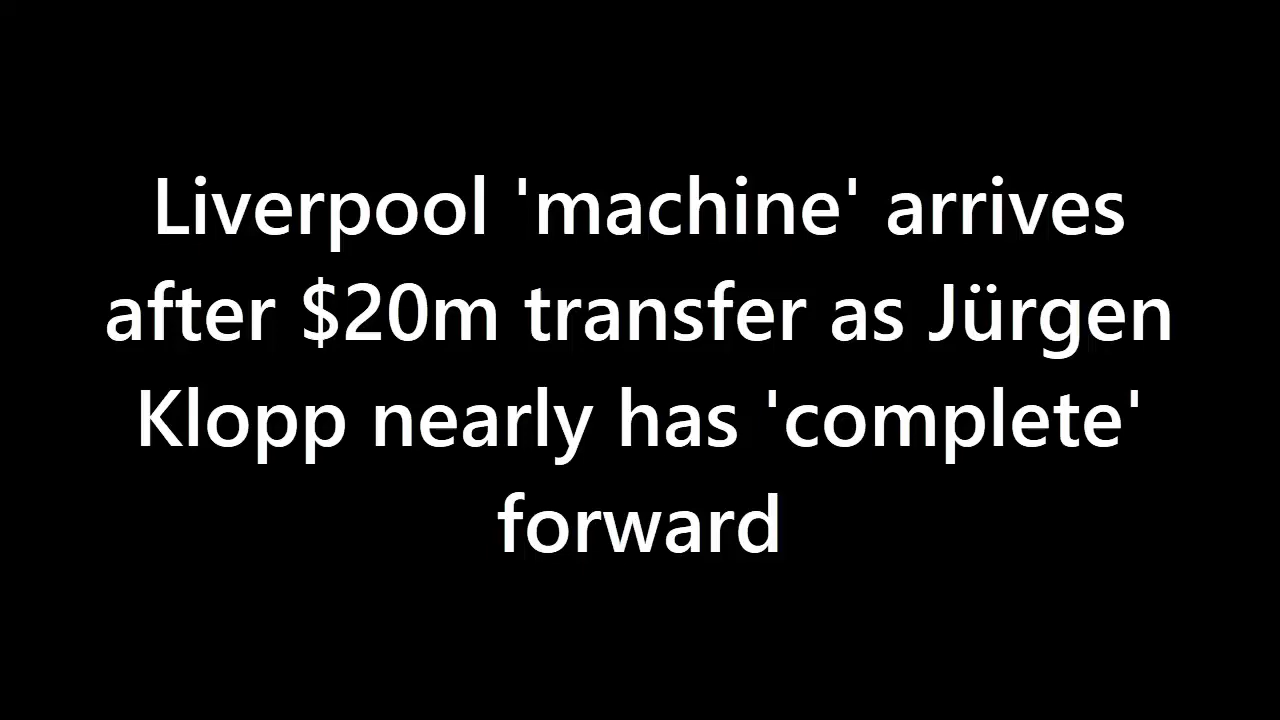 Liverpool 'machine' arrives
after $20m transfer as Jürgen
Klopp nearly has 'complete'
forward